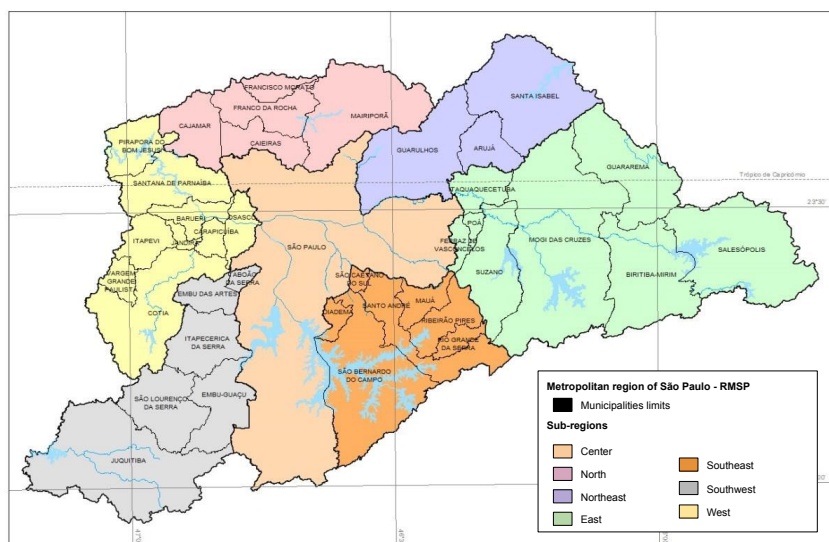 FRANCISCO MORATO
SANTA ISABEL
FRANCO DA ROCHA
MAIRIPORÃ
CAJAMAR
CAIEIRAS
PIRAPORA DO
BOM JESUS
GUARULHOS
ARUJÁ
GUARAREMA
Trópico de Capricórnio
SANTANA DE PARNAÍBA
ITAQUAQUECETUBA
23°30'
BARUERI
OSASCO
CARAPICUÍBA
POÁ
ITAPEVI
JANDIRA
SÃO PAULO
FERRAZ DE
VASCONCELOS
MOGI DAS CRUZES
SALESÓPOLIS
VARGEM
GRANDE
PAULISTA
TABOÃO
DA SERRA
SÃO CAETANO
DO SUL
SUZANO
BIRITIBA-MIRIM
EMBU DAS ARTES
COTIA
DIADEMA
SANTO ANDRÉ
MAUÁ
RIBEIRÃO PIRES
ITAPECERICA
DA SERRA
RIO GRANDE
DA SERRA
SÃO BERNARDO
DO CAMPO
SÃO LOURENÇO
DA SERRA
EMBU-GUAÇU
JUQUITIBA
Metropolitan region of São Paulo - RMSP
Municipalities limits
Sub-regions
Center
North
Northeast
East
Southeast
Southwest
West